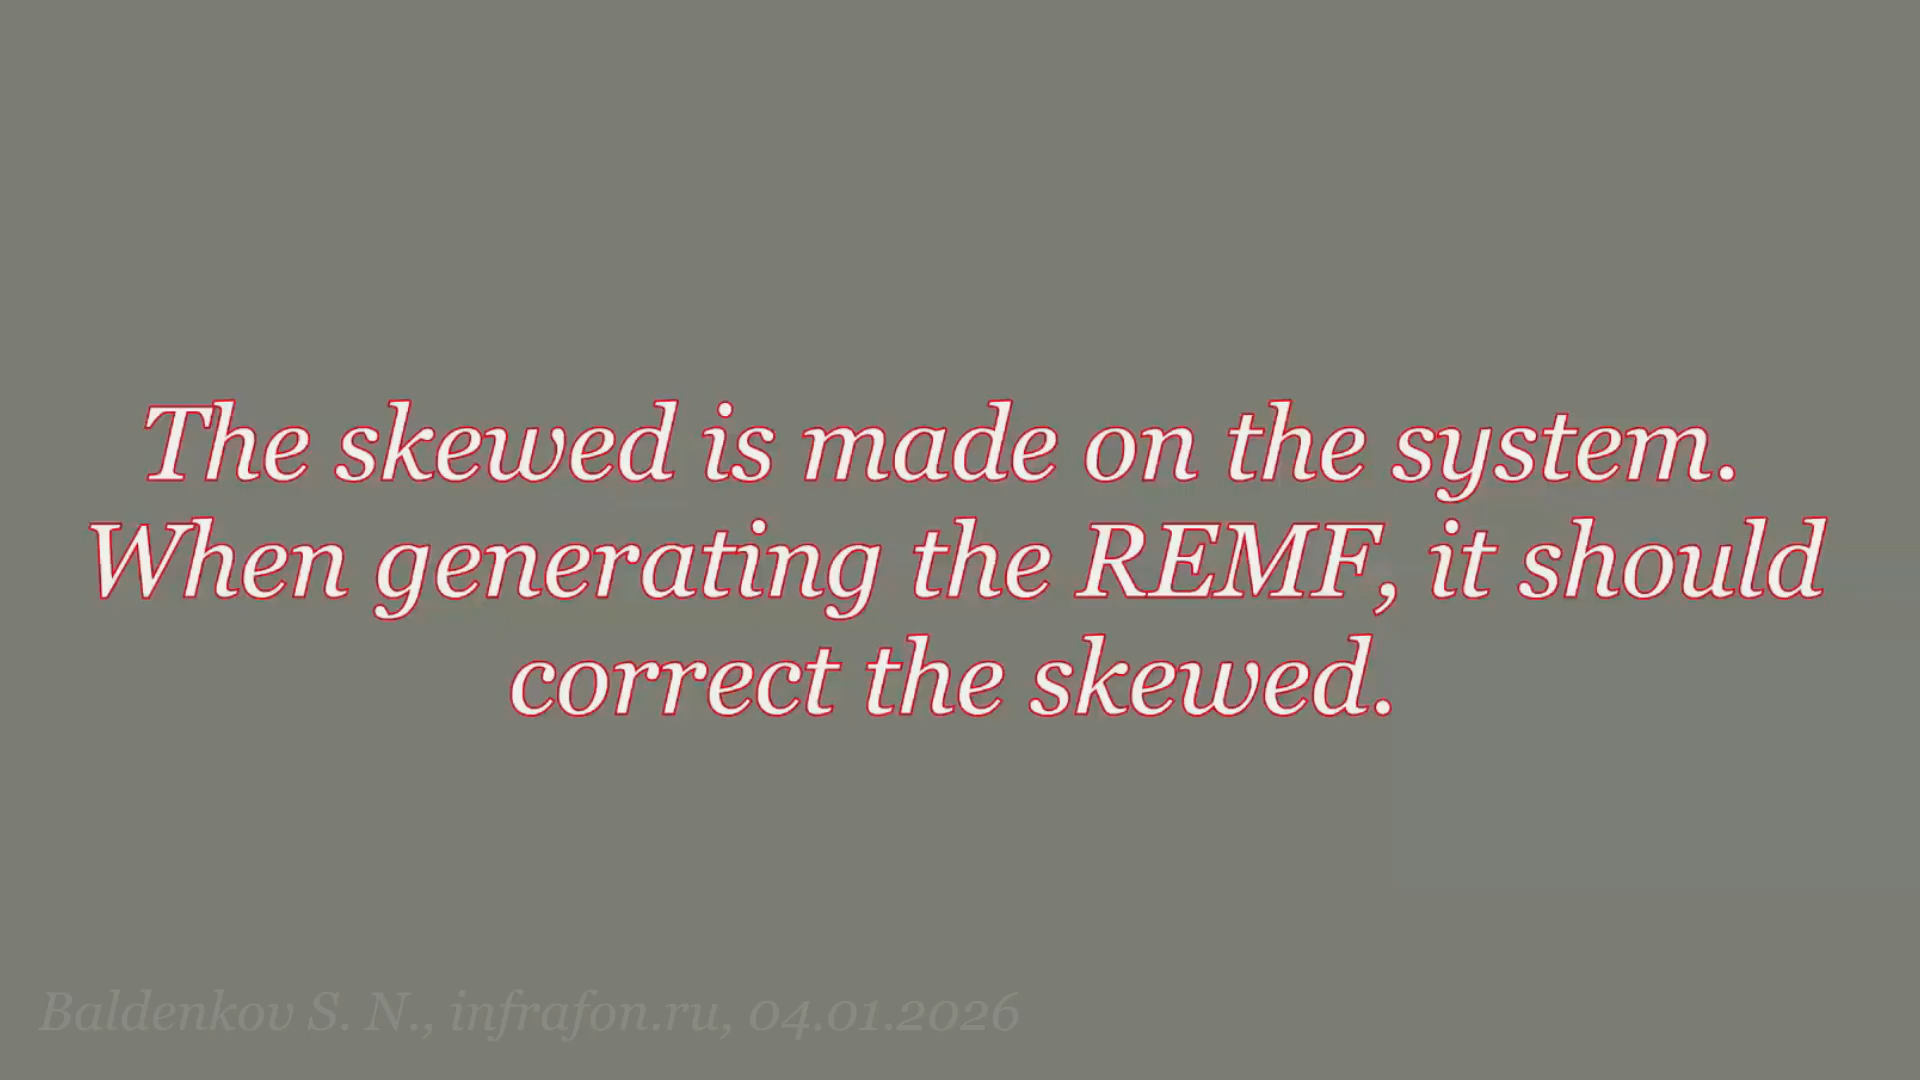 The skewed is made on the system.
When generating the REMF, it should
correct the skewed.
Baldenkov S. N., infrafon.ru, 04.01.2026